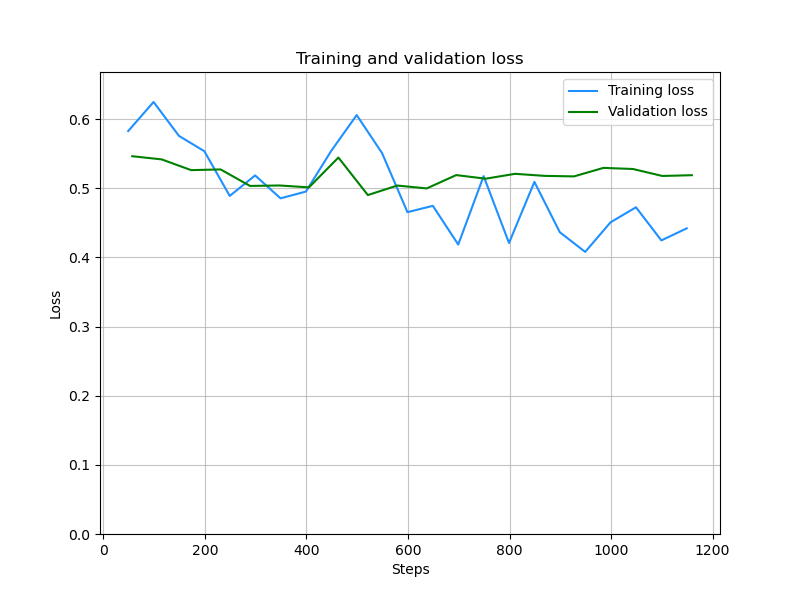 Training and validation loss
Training loss
Validation loss
0.6
0.5
0.4
0.3
0.2
0.1
0.0
Loss
0 200 400 600 800 1000 1200
Steps